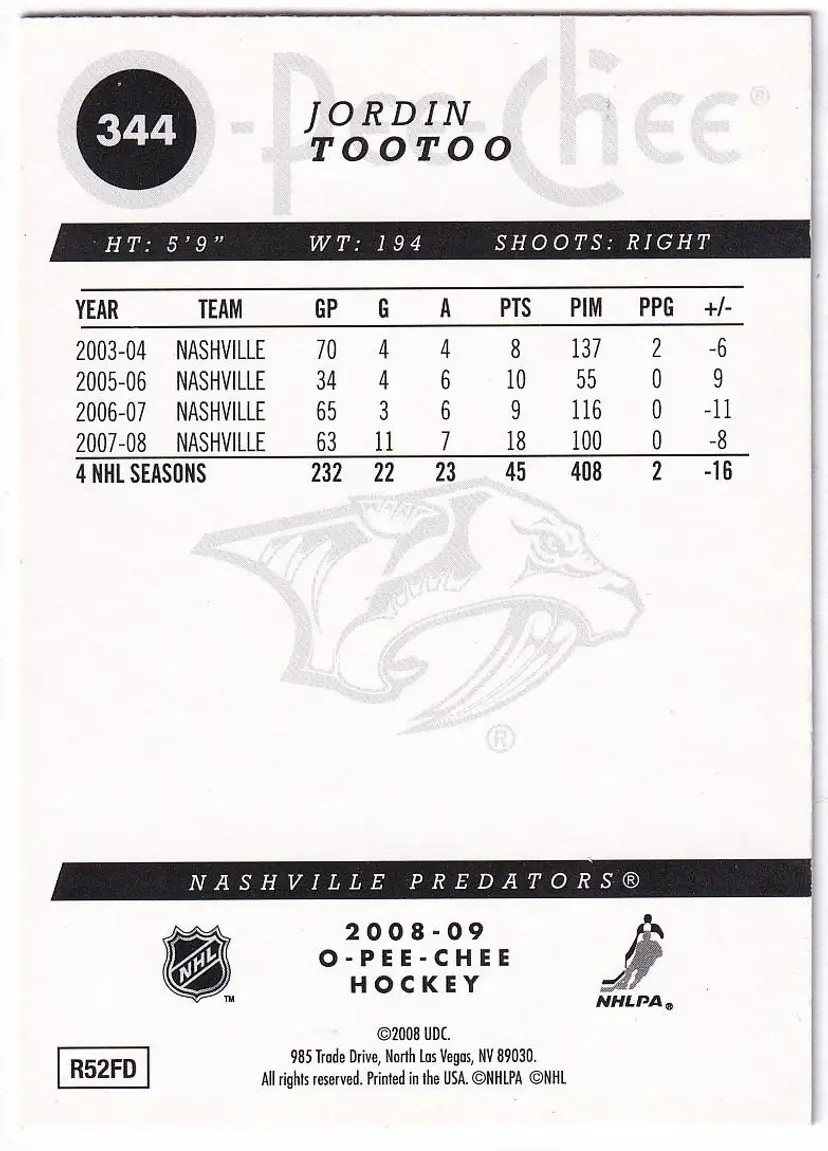 O-Pee-Chee®
344
JORDIN
TOOTOO
HT: 5'9" WT: 194 SHOOTS: RIGHT
YEAR TEAM GP G A PTS PIM PPG +/-
2003-04 NASHVILLE 70 4 4 8 137 2 -6
2005-06 NASHVILLE 34 4 6 10 55 0 9
2006-07 NASHVILLE 65 3 6 9 116 0 -11
2007-08 NASHVILLE 63 11 7 18 100 0 -8
4 NHL SEASONS 232 22 23 45 408 2 -16
®
NASHVILLE PREDATORS®
NHL TM
2008-09
O-PEE-CHEE
HOCKEY
NHLPA®
©2008 UDC.
985 Trade Drive, North Las Vegas, NV 89030.
All rights reserved. Printed in the USA. ©NHLPA ©NHL
R52FD